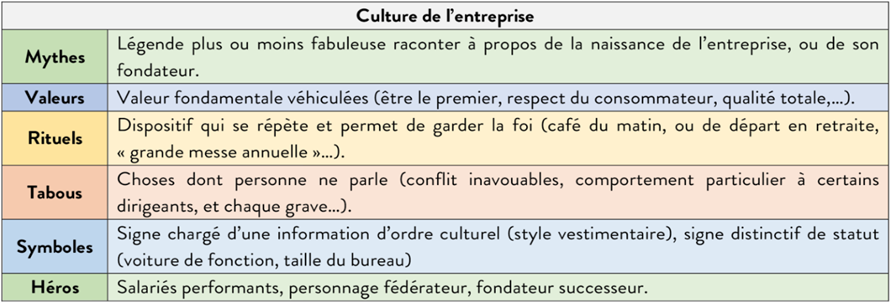 Culture de l'entreprise
Mythes
Légende plus ou moins fabuleuse raconter à propos de la naissance de l'entreprise, ou de son
fondateur.
Valeurs
Valeur fondamentale véhiculées (être le premier, respect du consommateur, qualité totale,…).
Rituels
Dispositif qui se répète et permet de garder la foi (café du matin, ou de départ en retraite,
« grande messe annuelle »…).
Tabous
Choses dont personne ne parle (conflit inavouables, comportement particulier à certains
dirigeants, et chaque grave…).
Symboles
Signe chargé d'une information d'ordre culturel (style vestimentaire), signe distinctif de statut
(voiture de fonction, taille du bureau)
Héros
Salariés performants, personnage fédérateur, fondateur successeur.